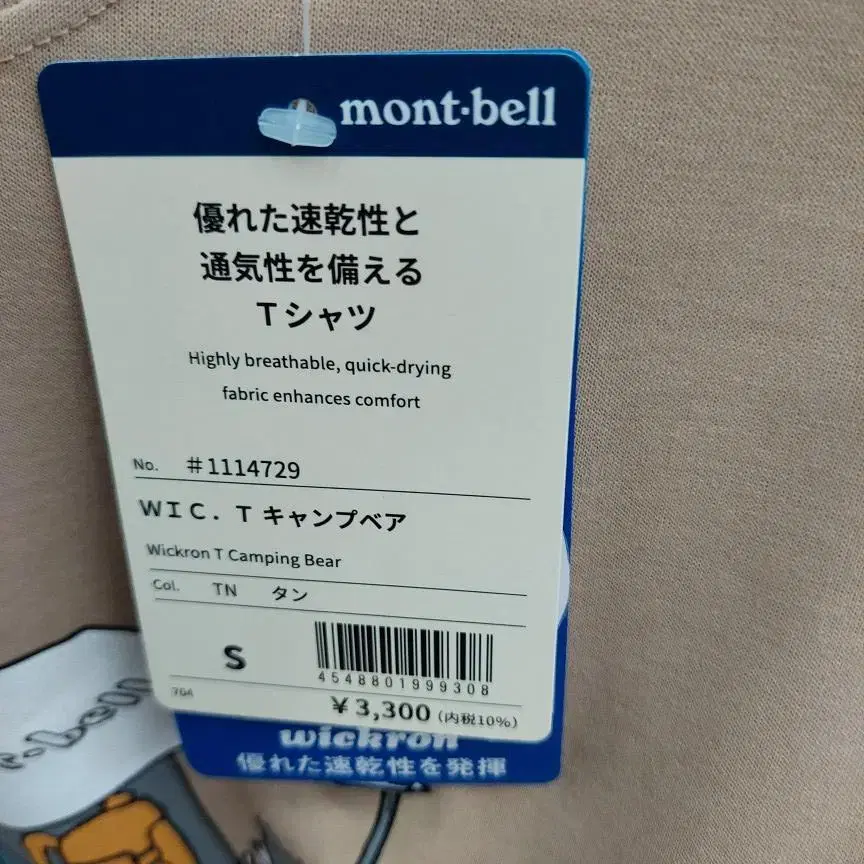 mont·bell
優れた速乾性と
通気性を備える
Tシャツ
Highly breathable, quick-drying
fabric enhances comfort
No. #1114729
WIC. T キャンプベア
Wickron T Camping Bear
Col. TN タン
S
4548801999308
704
¥3,300(内税10%)
wickron
優れた速乾性を発揮